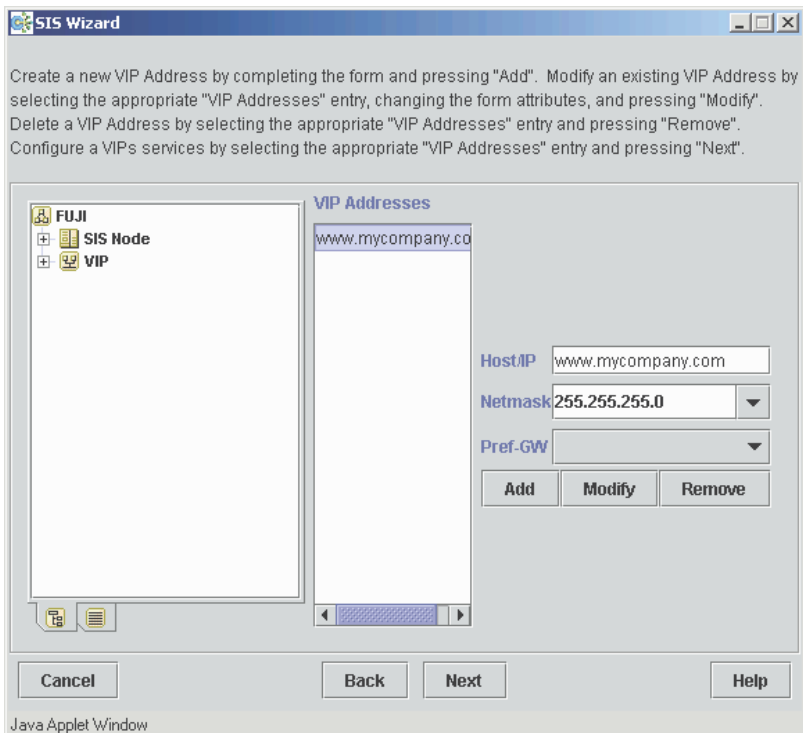 SIS Wizard
Create a new VIP Address by completing the form and pressing "Add". Modify an existing VIP Address by
selecting the appropriate "VIP Addresses" entry, changing the form attributes, and pressing "Modify".
Delete a VIP Address by selecting the appropriate "VIP Addresses" entry and pressing "Remove".
Configure a VIPs services by selecting the appropriate "VIP Addresses" entry and pressing "Next".
FUJI
SIS Node
VIP
VIP Addresses
www.mycompany.co
Host/IP www.mycompany.com
Netmask 255.255.255.0
Pref-GW
Add Modify Remove
Cancel Back Next Help
Java Applet Window